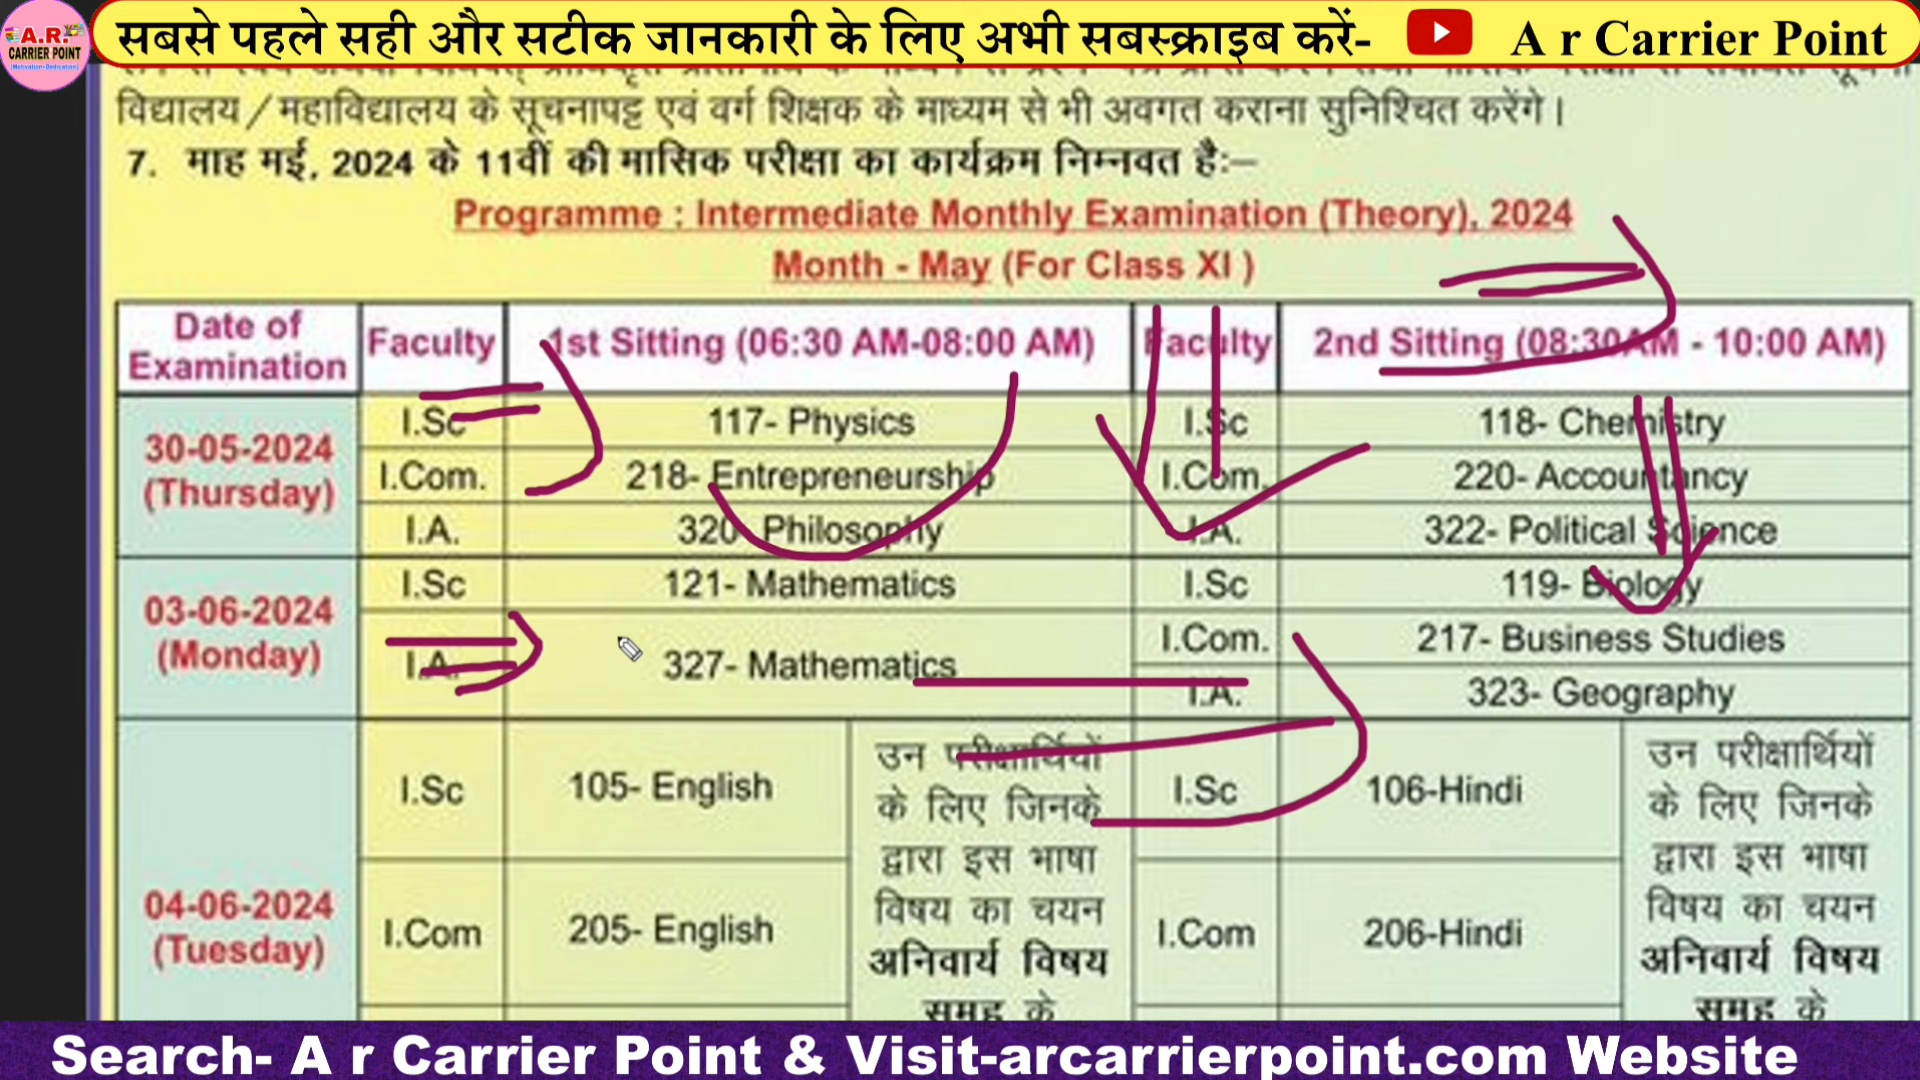 A.R.
CARRIER POINT
(Motivation-Dedication)
सबसे पहले सही और सटीक जानकारी के लिए अभी सबस्क्राइब करें-
A r Carrier Point
विद्यालय / महाविद्यालय के सूचनापट्ट एवं वर्ग शिक्षक के माध्यम से भी अवगत कराना सुनिश्चित करेंगे।
7. माह मई, 2024 के 11वीं की मासिक परीक्षा का कार्यक्रम निम्नवत है:–
Programme : Intermediate Monthly Examination (Theory), 2024
Month - May (For Class XI )
Date of Examination Faculty 1st Sitting (06:30 AM-08:00 AM) Faculty 2nd Sitting (08:30AM - 10:00 AM)
30-05-2024 (Thursday)
I.Sc 117- Physics I.Sc 118- Chemistry
I.Com. 218- Entrepreneurship I.Com. 220- Accountancy
I.A. 320- Philosophy I.A. 322- Political Science
03-06-2024 (Monday)
I.Sc 121- Mathematics I.Sc 119- Biology
I.A. 327- Mathematics I.Com. 217- Business Studies
I.A. 323- Geography
04-06-2024 (Tuesday)
I.Sc 105- English I.Sc 106-Hindi
I.Com 205- English I.Com 206-Hindi
उन परीक्षार्थियों
के लिए जिनके
द्वारा इस भाषा
विषय का चयन
अनिवार्य विषय
समूह के
उन परीक्षार्थियों
के लिए जिनके
द्वारा इस भाषा
विषय का चयन
अनिवार्य विषय
समूह के
Search- A r Carrier Point & Visit-arcarrierpoint.com Website